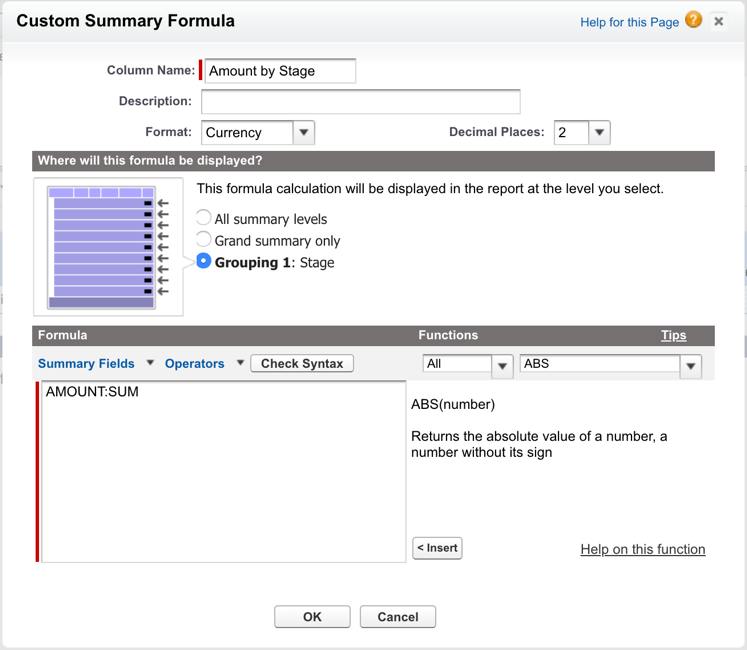 Custom Summary Formula
Help for this Page ?
Column Name: Amount by Stage
Description:
Format: Currency
Decimal Places: 2
Where will this formula be displayed?
This formula calculation will be displayed in the report at the level you select.
All summary levels
Grand summary only
Grouping 1: Stage
Formula
Functions
Tips
Summary Fields Operators Check Syntax
All ABS
AMOUNT:SUM
ABS(number)
Returns the absolute value of a number, a
number without its sign
< Insert
Help on this function
OK Cancel